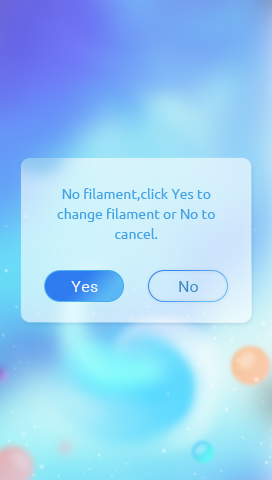 No filament,click Yes to
change filament or No to
cancel.
Yes
No